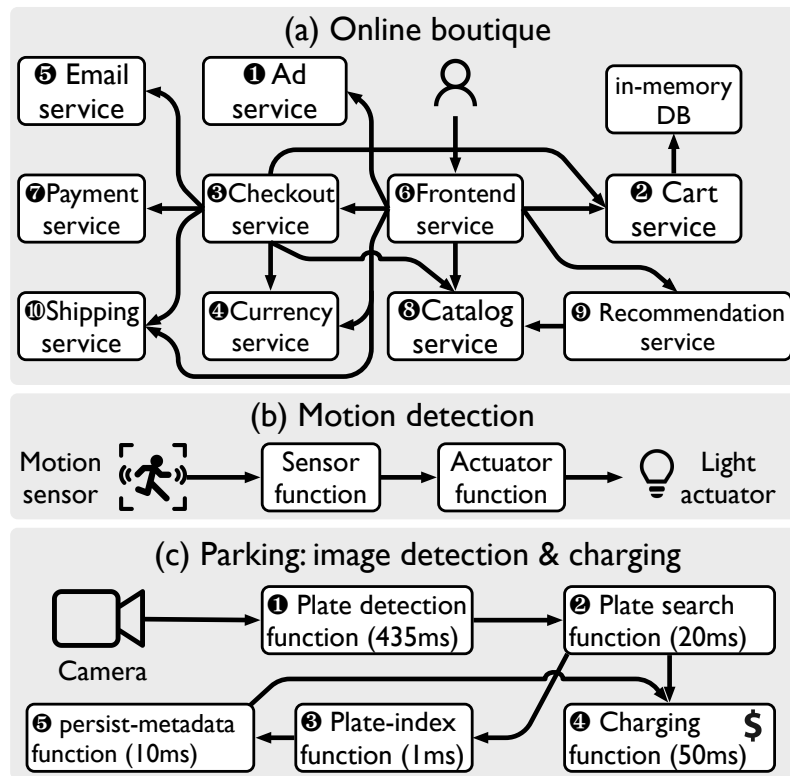 (a) Online boutique
❺ Email
service
❶ Ad
service
in-memory
DB
❼Payment
service
❸Checkout
service
❻Frontend
service
❷ Cart
service
❿Shipping
service
❹Currency
service
❽Catalog
service
❾ Recommendation
service
(b) Motion detection
Motion
sensor
Sensor
function
Actuator
function
Light
actuator
(c) Parking: image detection & charging
Camera
❶ Plate detection
function (435ms)
❷ Plate search
function (20ms)
❺ persist-metadata
function (10ms)
❸ Plate-index
function (1ms)
❹ Charging $
function (50ms)